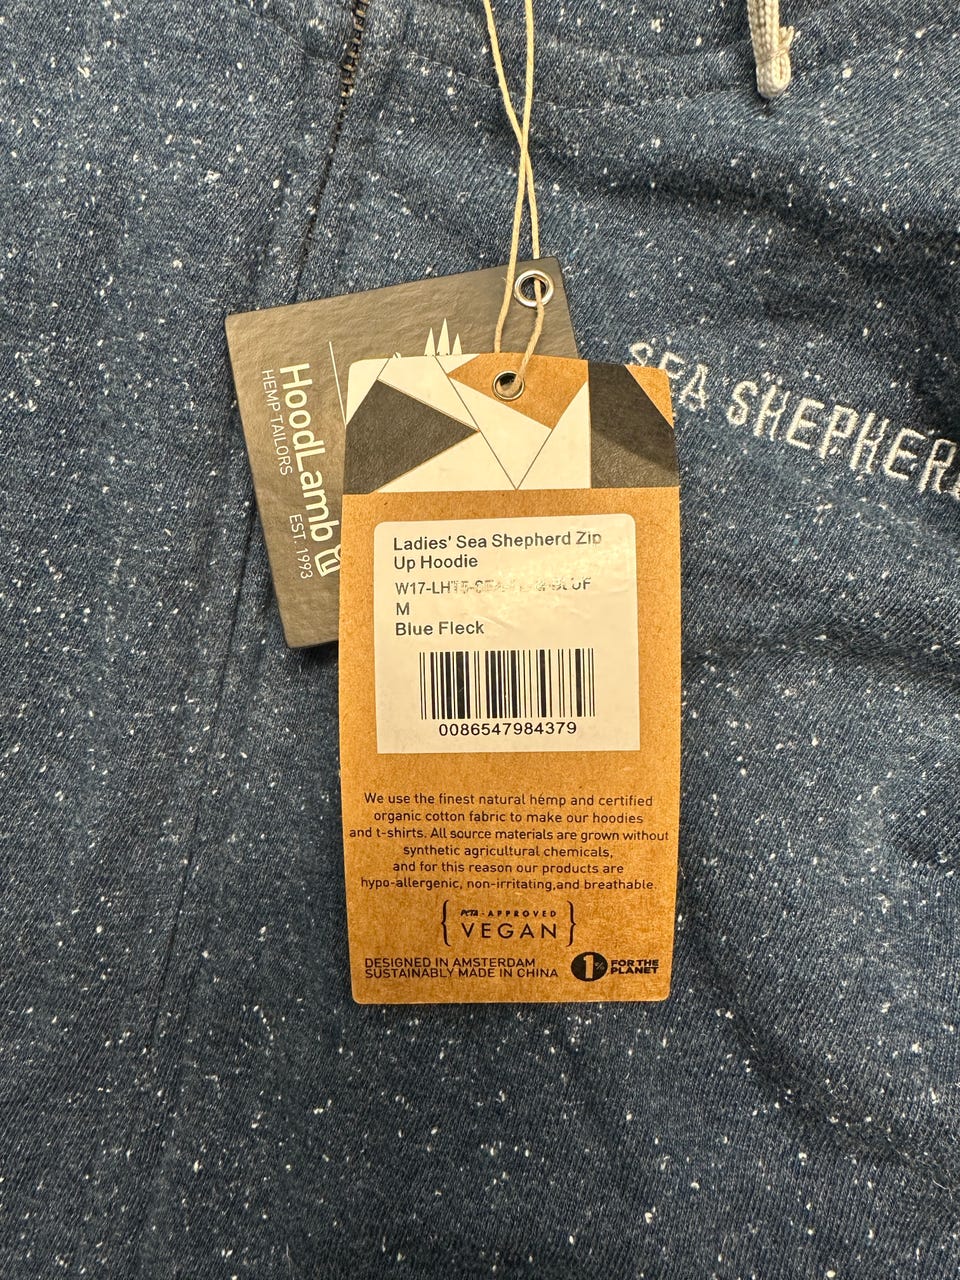 SEA SHEPHER
HoodLamb
HEMP TAILORS
EST. 1993
Ladies' Sea Shepherd Zip
Up Hoodie
M
Blue Fleck
0086547984379
We use the finest natural hemp and certified
organic cotton fabric to make our hoodies
and t-shirts. All source materials are grown without
synthetic agricultural chemicals,
and for this reason our products are
hypo-allergenic, non-irritating,and breathable.
PETA-APPROVED
VEGAN
DESIGNED IN AMSTERDAM
SUSTAINABLY MADE IN CHINA
1% FOR THE
PLANET